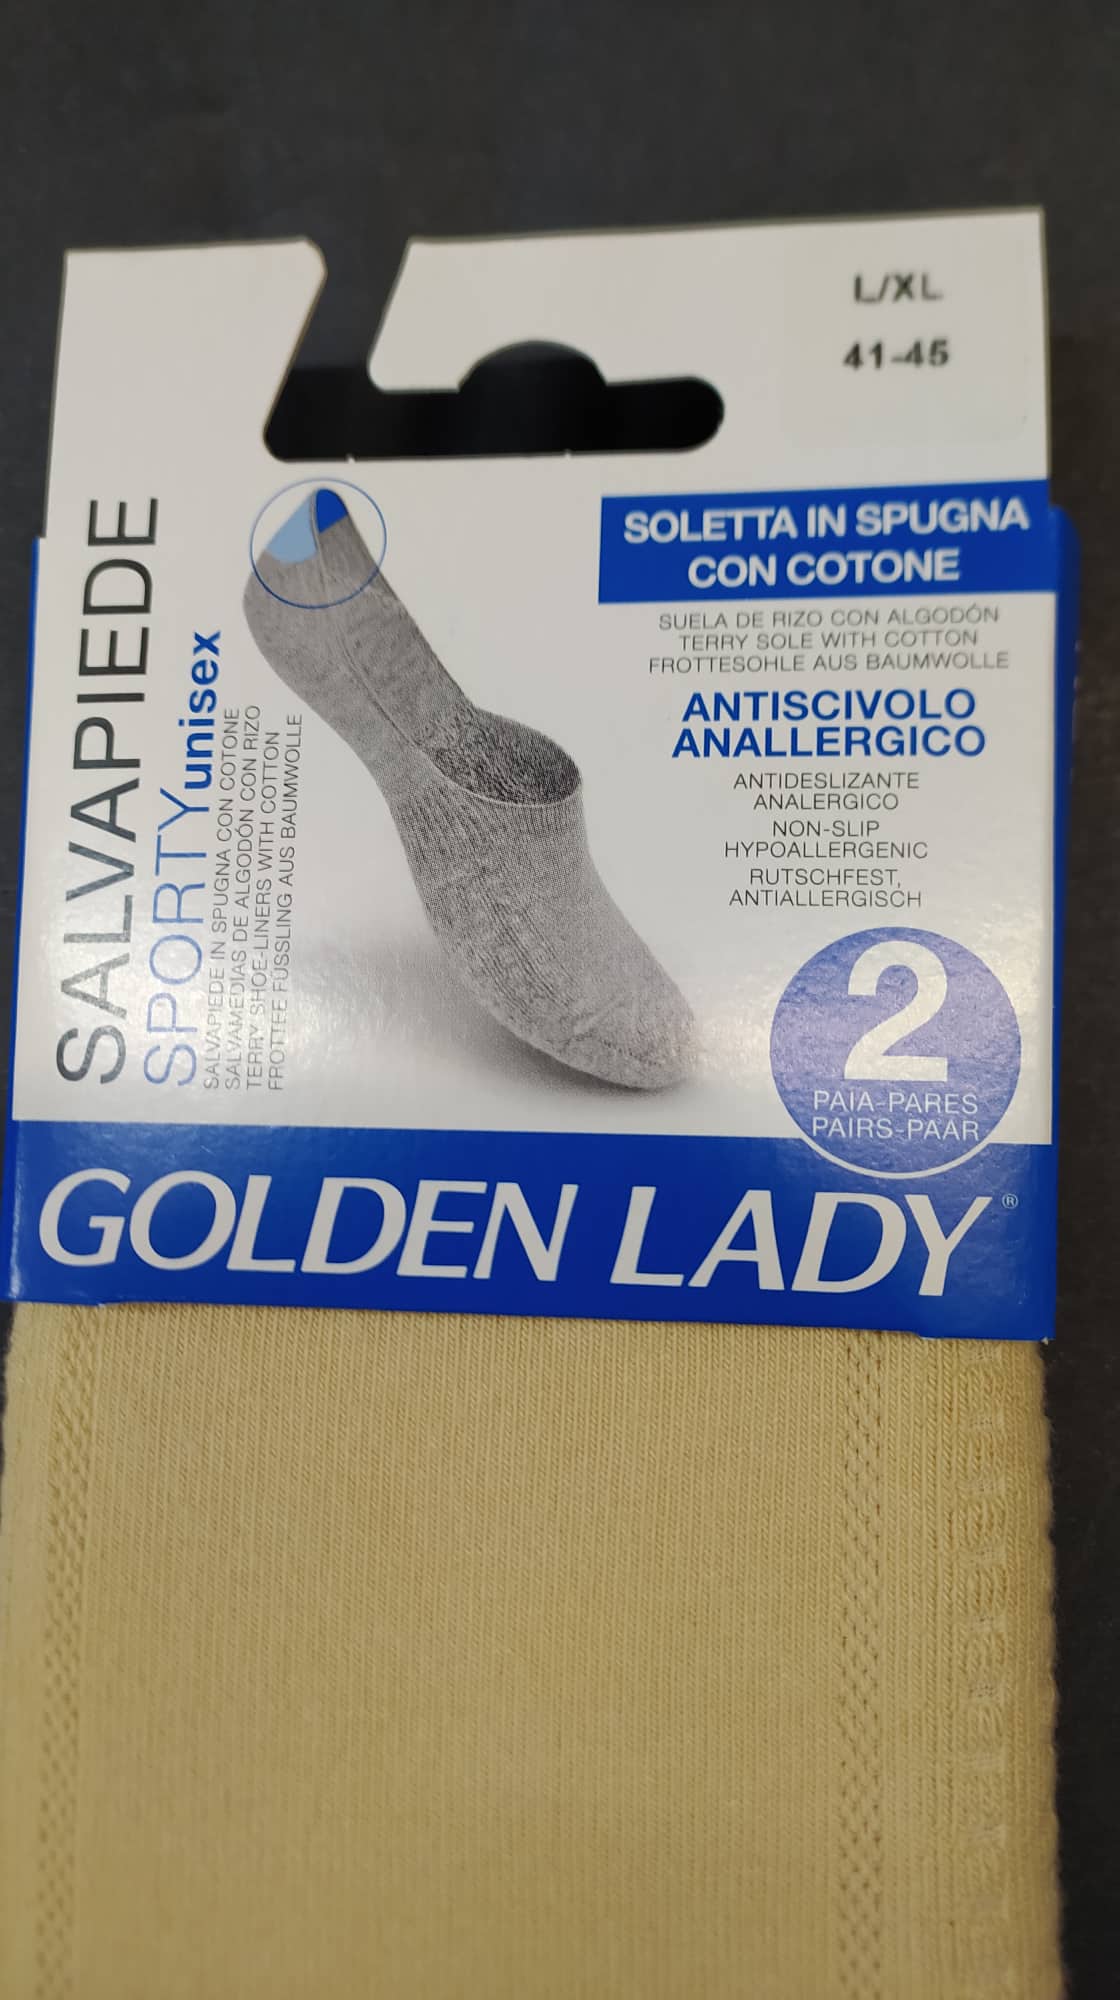 L/XL
41-45
SOLETTA IN SPUGNA
CON COTONE
SUELA DE RIZO CON ALGODÓN
TERRY SOLE WITH COTTON
FROTTESOHLE AUS BAUMWOLLE
ANTISCIVOLO
ANALLERGICO
ANTIDESLIZANTE
ANALERGICO
NON-SLIP
HYPOALLERGENIC
RUTSCHFEST,
ANTIALLERGISCH
SALVAPIEDE
SPORTYunisex
SALVAPIEDE IN SPUGNA CON COTONE
SALVAMEDIAS DE ALGODÓN CON RIZO
TERRY SHOE-LINERS WITH COTTON
FROTTEE FÜSSLING AUS BAUMWOLLE
2
PAIA-PARES
PAIRS-PAAR
GOLDEN LADY®